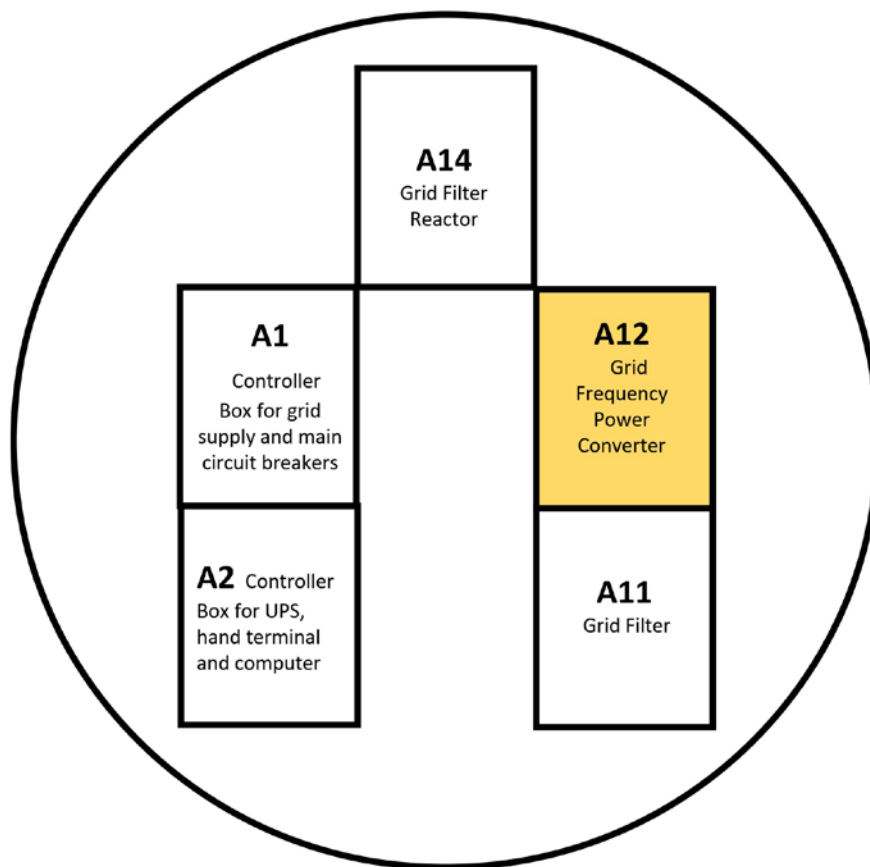 A14
Grid Filter
Reactor
A1
Controller
Box for grid
supply and main
circuit breakers
A12
Grid
Frequency
Power
Converter
A2 Controller
Box for UPS,
hand terminal
and computer
A11
Grid Filter